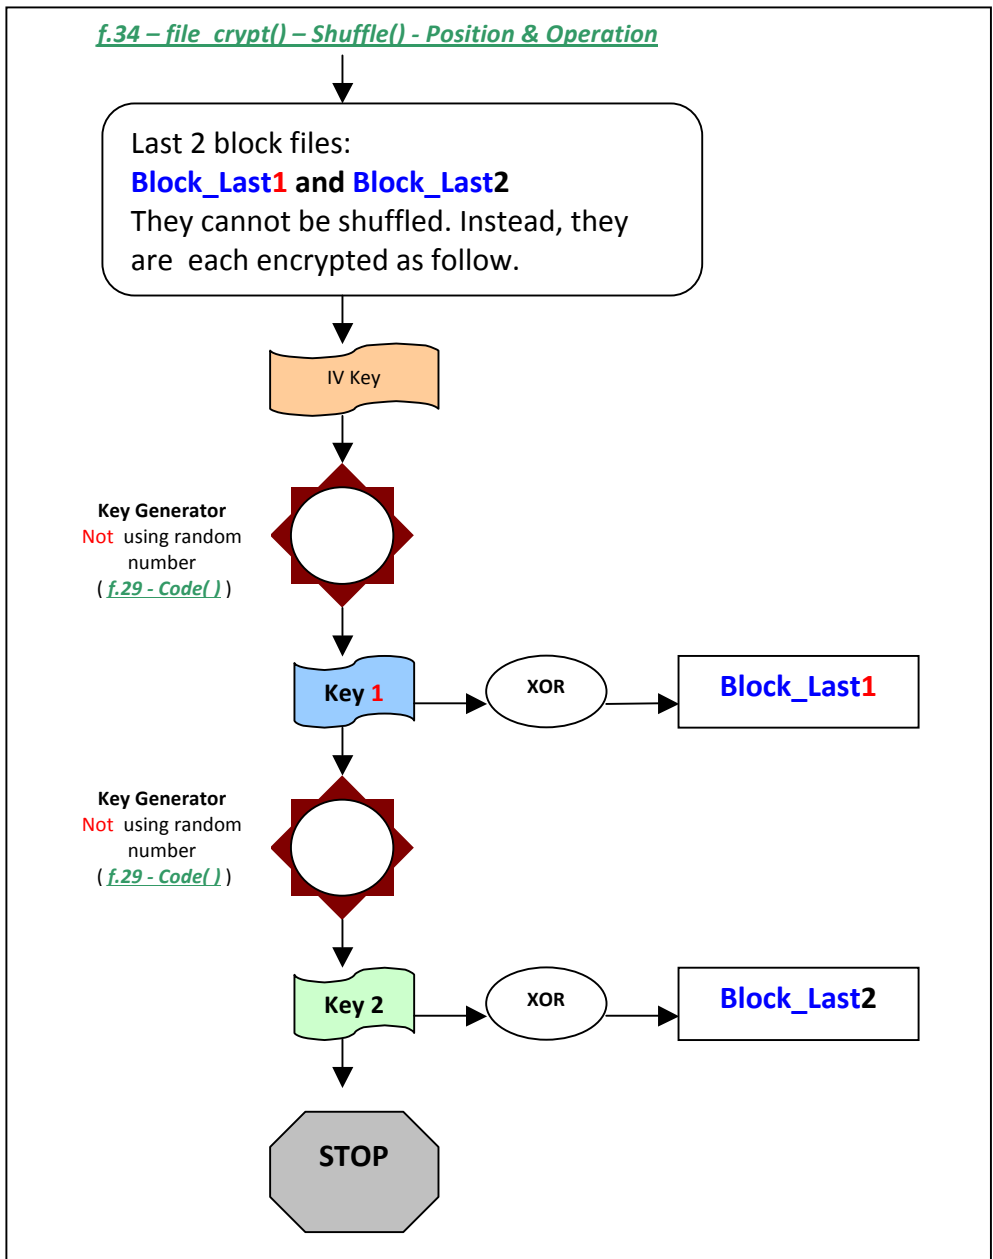 f.34 – file_crypt() – Shuffle() - Position & Operation
Last 2 block files:
Block_Last1 and Block_Last2
They cannot be shuffled. Instead, they
are each encrypted as follow.
IV Key
Key Generator
Not using random
number
( f.29 - Code( ) )
Key 1
XOR
Block_Last1
Key Generator
Not using random
number
( f.29 - Code( ) )
Key 2
XOR
Block_Last2
STOP